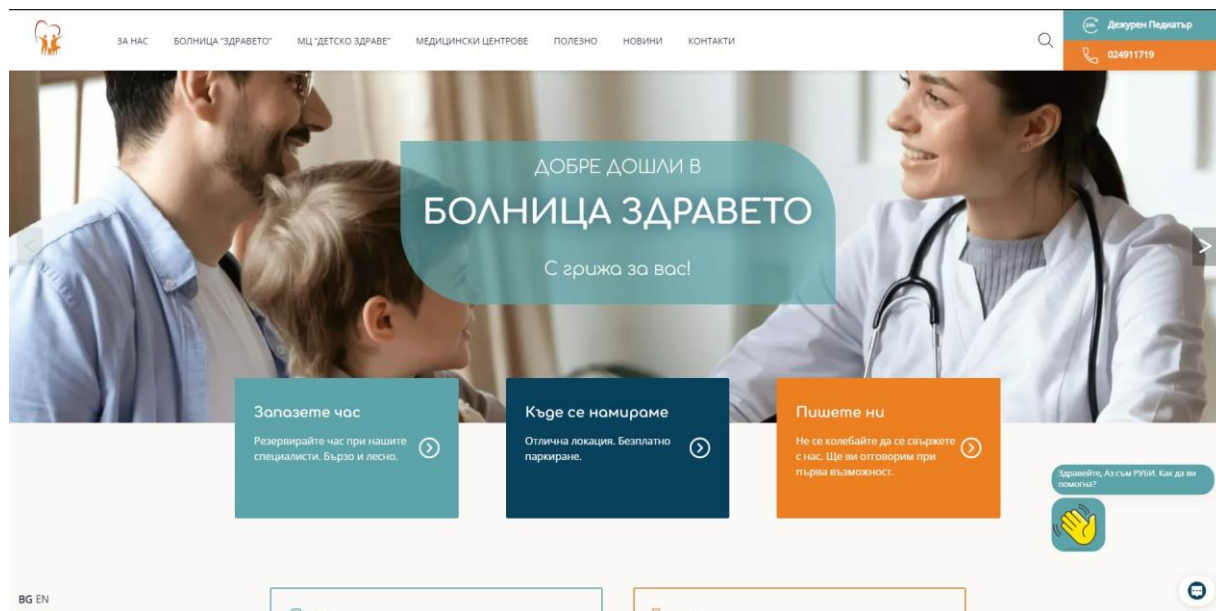 ЗА НАС
БОЛНИЦА "ЗДРАВЕТО"
МЦ "ДЕТСКО ЗДРАВЕ"
МЕДИЦИНСКИ ЦЕНТРОВЕ
ПОЛЕЗНО
НОВИНИ
КОНТАКТИ
24h
Дежурен Педиатър
024911719
ДОБРЕ ДОШЛИ В
БОЛНИЦА ЗДРАВЕТО
С грижа за вас!
Запазете час
Резервирайте час при нашите
специалисти. Бързо и лесно.
Къде се намираме
Отлична локация. Безплатно
паркиране.
Пишете ни
Не се колебайте да се свържете
с нас. Ще ви отговорим при
първа възможност.
Здравейте, Аз съм РУБИ. Как да ви
помогна?
BG EN